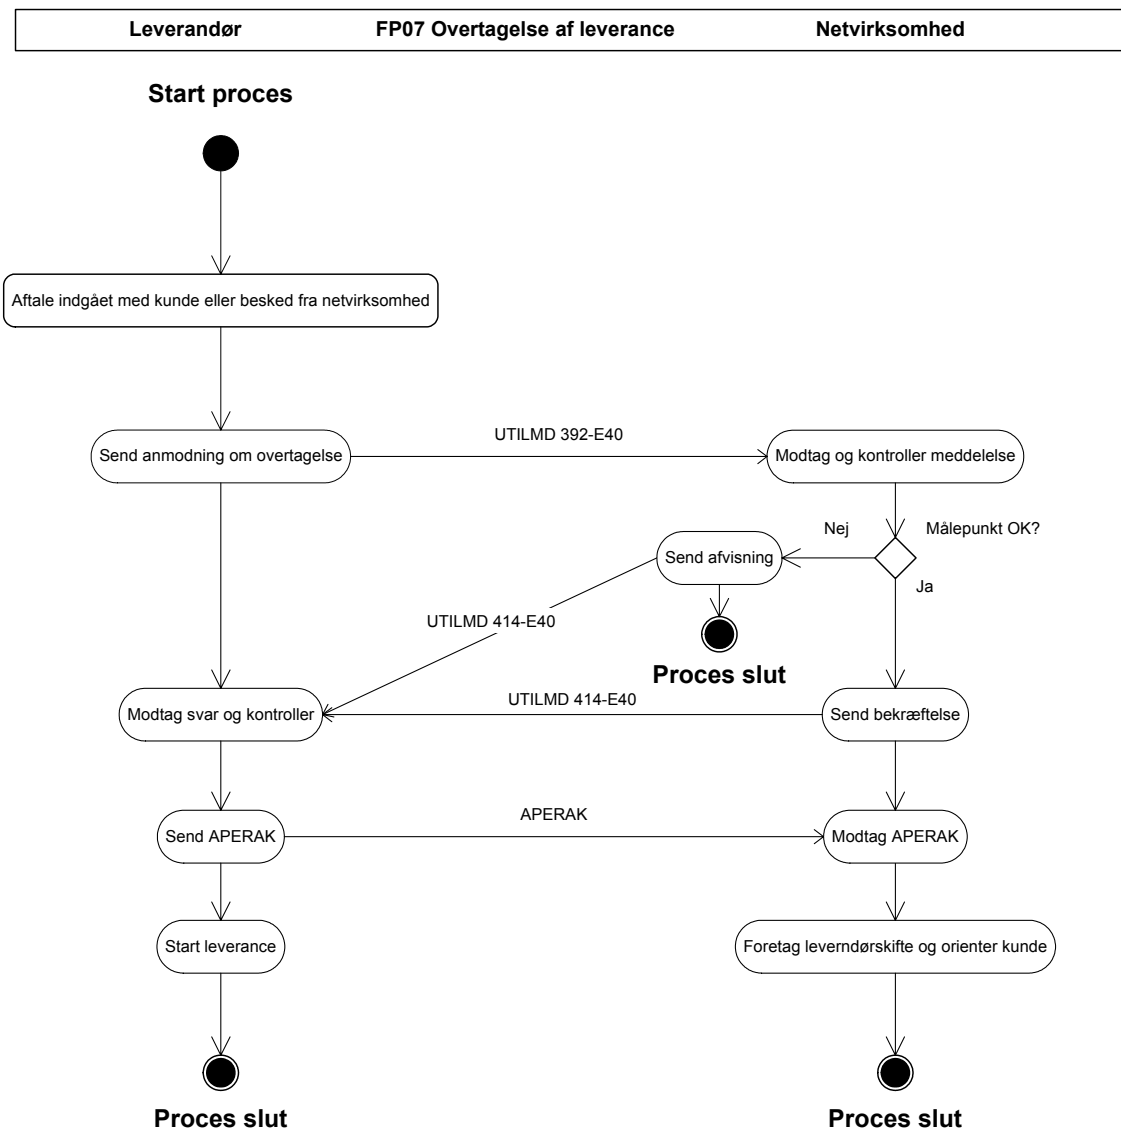 Leverandør FP07 Overtagelse af leverance Netvirksomhed
Start proces
Aftale indgået med kunde eller besked fra netvirksomhed
UTILMD 392-E40
Send anmodning om overtagelse
Modtag og kontroller meddelelse
Nej
Målepunkt OK?
Send afvisning
Ja
UTILMD 414-E40
Proces slut
UTILMD 414-E40
Modtag svar og kontroller
Send bekræftelse
APERAK
Send APERAK
Modtag APERAK
Start leverance
Foretag leverndørskifte og orienter kunde
Proces slut
Proces slut